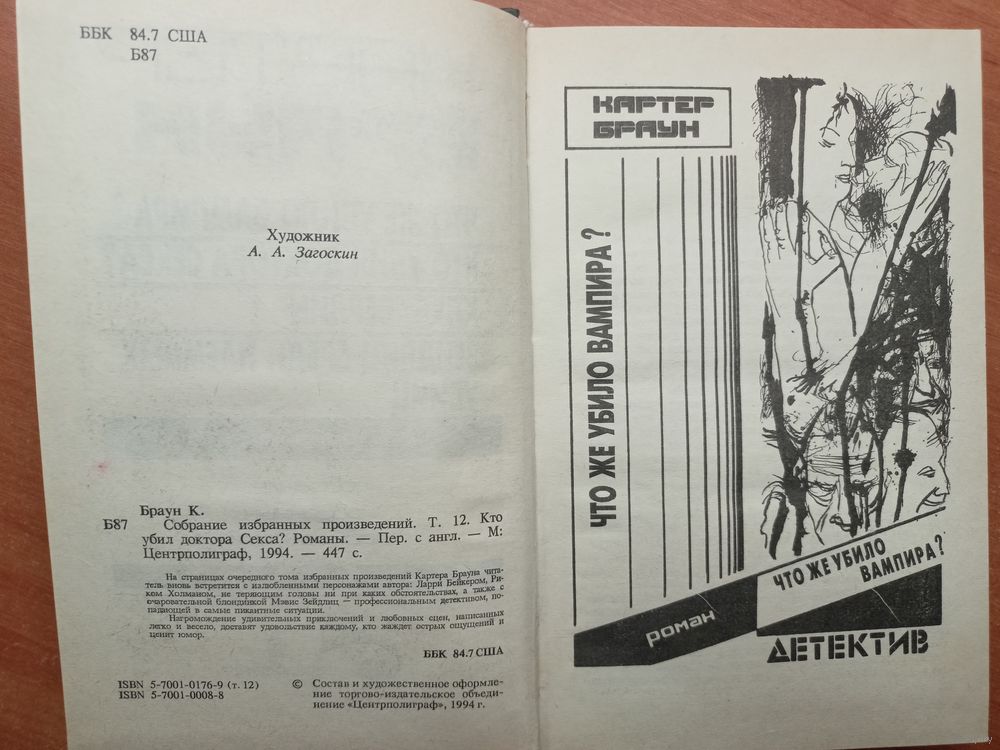 ББК 84.7 США
Б87
Художник
А. А. Загоскин
Браун К.
Б87 Собрание избранных произведений. Т. 12. Кто
убил доктора Секса? Романы. — Пер. с англ. — М:
Центрполиграф, 1994. — 447 с.
На страницах очередного тома избранных произведений Картера Брауна чита-
тель вновь встретится с излюбленными персонажами автора: Ларри Бейкером, Ри-
ком Холманом, не теряющим головы ни при каких обстоятельствах, а также с
очаровательной блондинкой Мэвис Зейдлиц — профессиональным детективом, по-
падающей в самые пикантные ситуации.
Нагромождение удивительных приключений и любовных сцен, написанных
легко и весело, доставят удовольствие каждому, кто жаждет острых ощущений и
ценит юмор.
ББК 84.7 США
ISBN 5-7001-0176-9 (т. 12)
ISBN 5-7001-0008-8
© Состав и художественное оформле-
ние торгово-издательское объеди-
нение «Центрполиграф», 1994 г.
КАРТЕР
БРАУН
ЧТО ЖЕ УБИЛО ВАМПИРА?
ЧТО ЖЕ УБИЛО
ВАМПИРА?
роман
ДЕТЕКТИВ